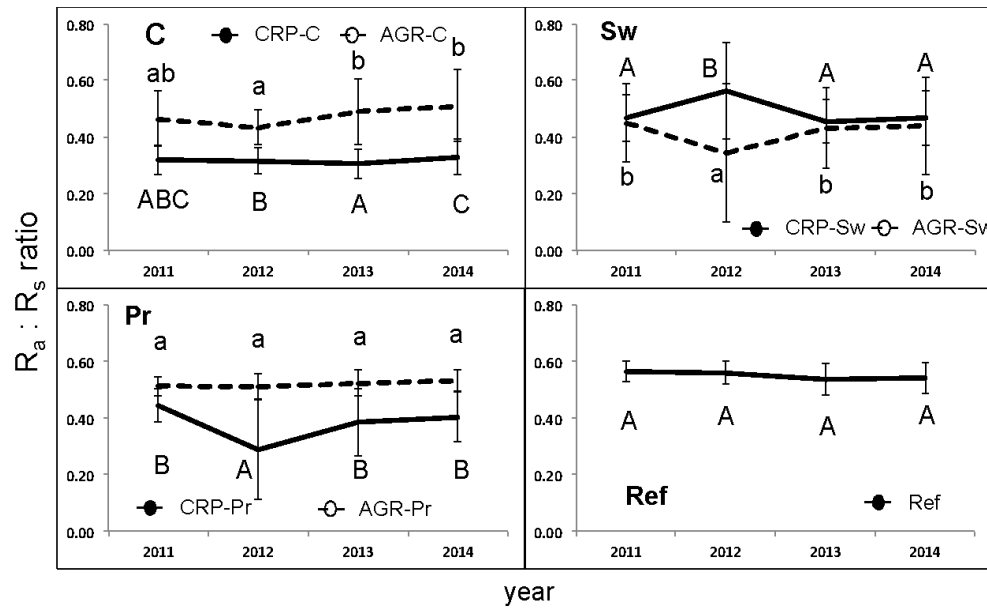 C
CRP-C AGR-C
0.80
0.60
0.40
0.20
0.00
ab a b b
ABC B A C
2011 2012 2013 2014
Sw
0.80
0.60
0.40
0.20
0.00
A B A A
b a b b
CRP-Sw AGR-Sw
2011 2012 2013 2014
Pr
0.80
0.60
0.40
0.20
0.00
a a a a
B A B B
CRP-Pr AGR-Pr
2011 2012 2013 2014
0.80
0.60
0.40
0.20
0.00
A A A A
Ref
Ref
2011 2012 2013 2014
Ra : Rs ratio
year